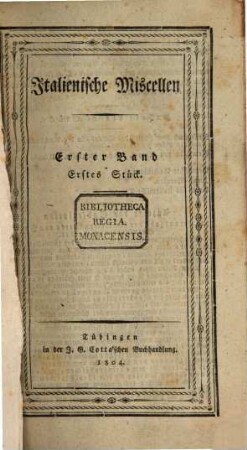 Italienische Miscellen
Erster Band
Erstes Stück.
BIBLIOTHECA
REGIA.
MONACENSIS.
Tübingen
in der J. G. Cotta'schen Buchhandlung.
1804.